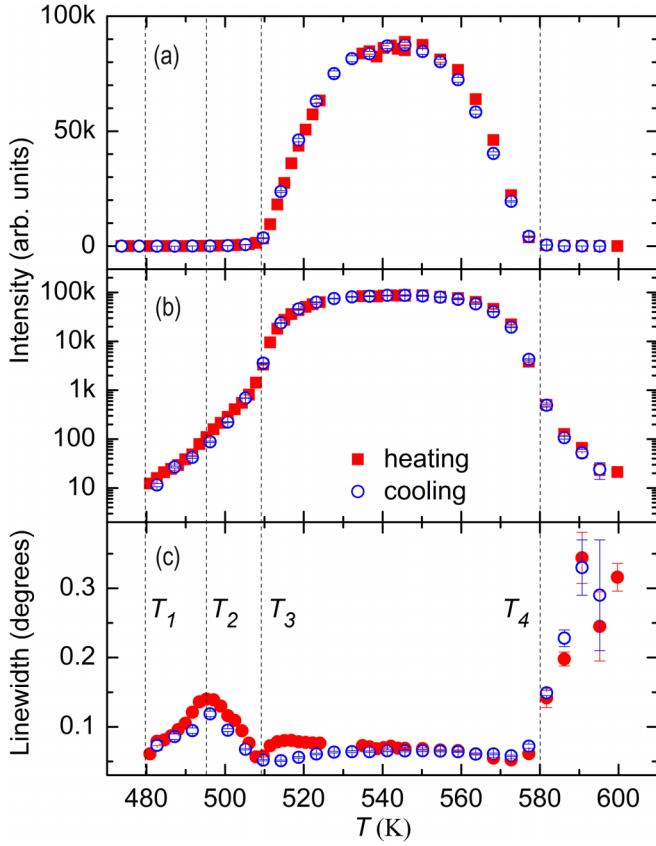 100k
(a)
50k
0
Intensity (arb. units)
100k
(b)
10k
1k
100
10
heating
cooling
(c)
0.3
0.2
0.1
Linewidth (degrees)
T1 T2 T3 T4
480 500 520 540 560 580 600
T (K)